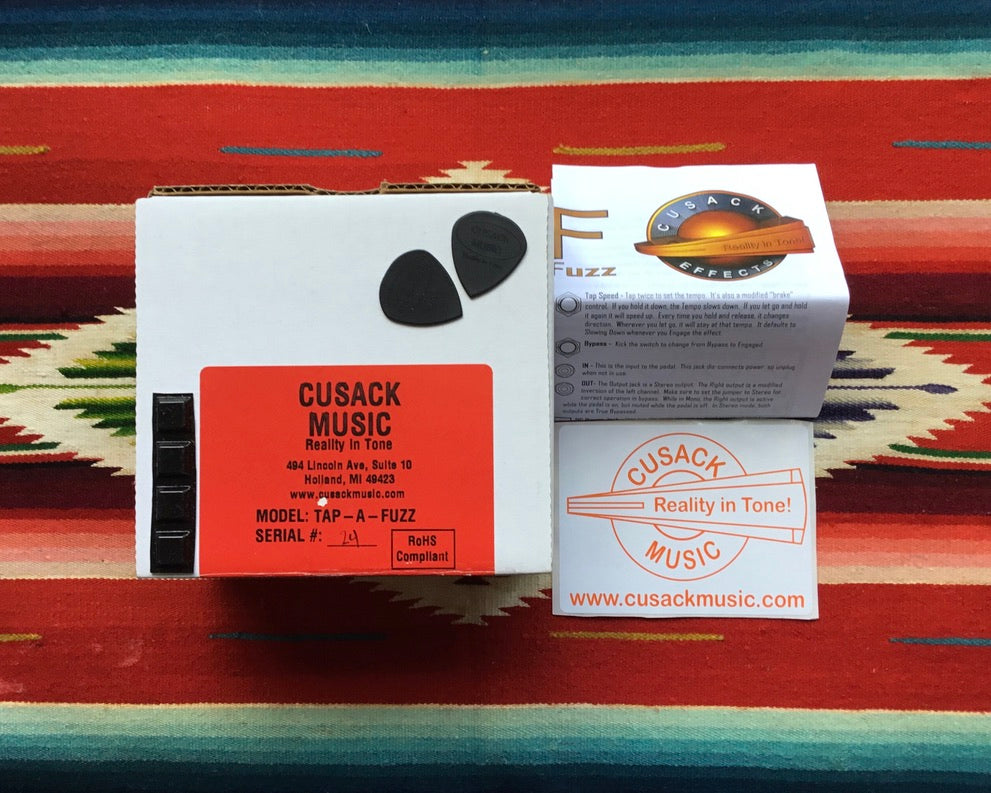 CUSACK
MUSIC
Reality In Tone
494 Lincoln Ave, Suite 10
Holland, MI 49423
www.cusackmusic.com
MODEL: TAP-A-FUZZ
SERIAL #: 24
RoHS
Compliant
CUSACK
MUSIC
F
Fuzz
CUSACK
Reality in Tone!
EFFECTS
Tap Speed - Tap twice to set the tempo. It's also a modified "brake"
control. If you hold it down, the Tempo slows down. If you let go and hold
it again it will speed up. Every time you hold and release, it changes
direction. Wherever you let go, it will stay at that tempo. It defaults to
Slowing Down whenever you Engage the effect.
Bypass - Kick the switch to change from Bypass to Engaged
IN - This is the input to the pedal. This jack dis-connects power, so unplug
when not in use.
OUT- The Output jack is a Stereo output. The Right output is a modified
inversion of the left channel. Make sure to set the jumper to Stereo for
correct operation in bypass. While in Mono, the Right output is active
while the pedal is on, but muted while the pedal is off. In Stereo mode, both
outputs are True Bypassed.
CUSACK
Reality in Tone!
MUSIC
www.cusackmusic.com